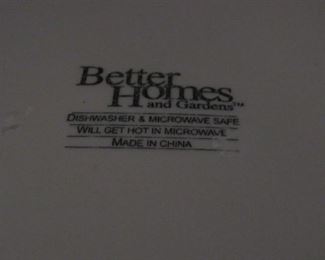 Better
Homes
and Gardens™
DISHWASHER & MICROWAVE SAFE
WILL GET HOT IN MICROWAVE
MADE IN CHINA